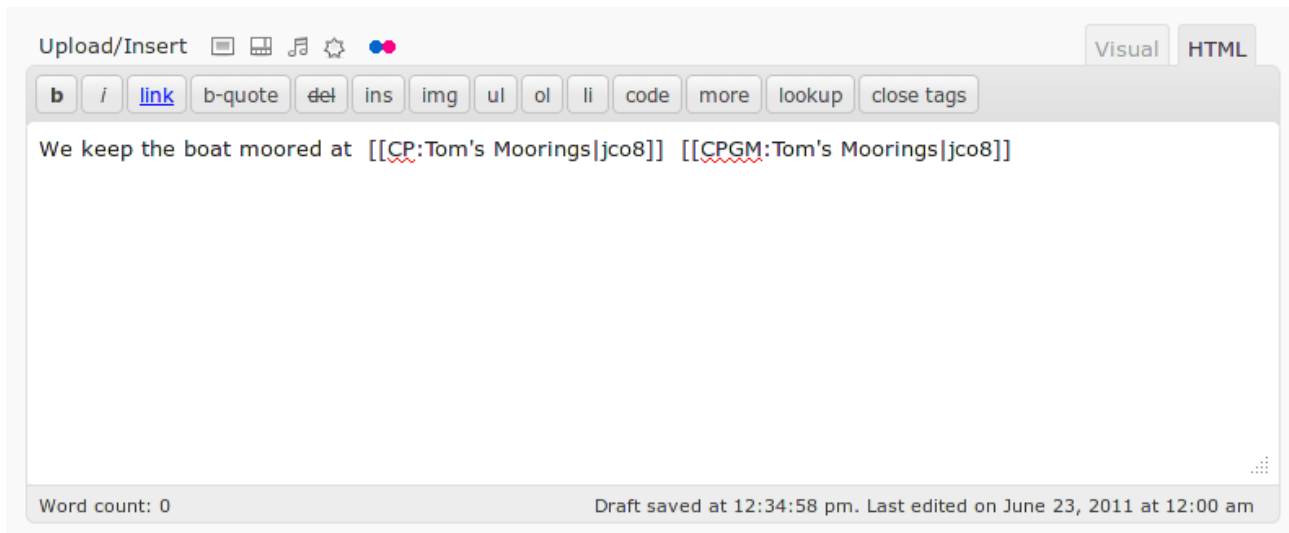 Upload/Insert Visual HTML
b i link b-quote del ins img ul ol li code more lookup close tags
We keep the boat moored at  [[CP:Tom's Moorings|jco8]]  [[CPGM:Tom's Moorings|jco8]]
Word count: 0 Draft saved at 12:34:58 pm. Last edited on June 23, 2011 at 12:00 am